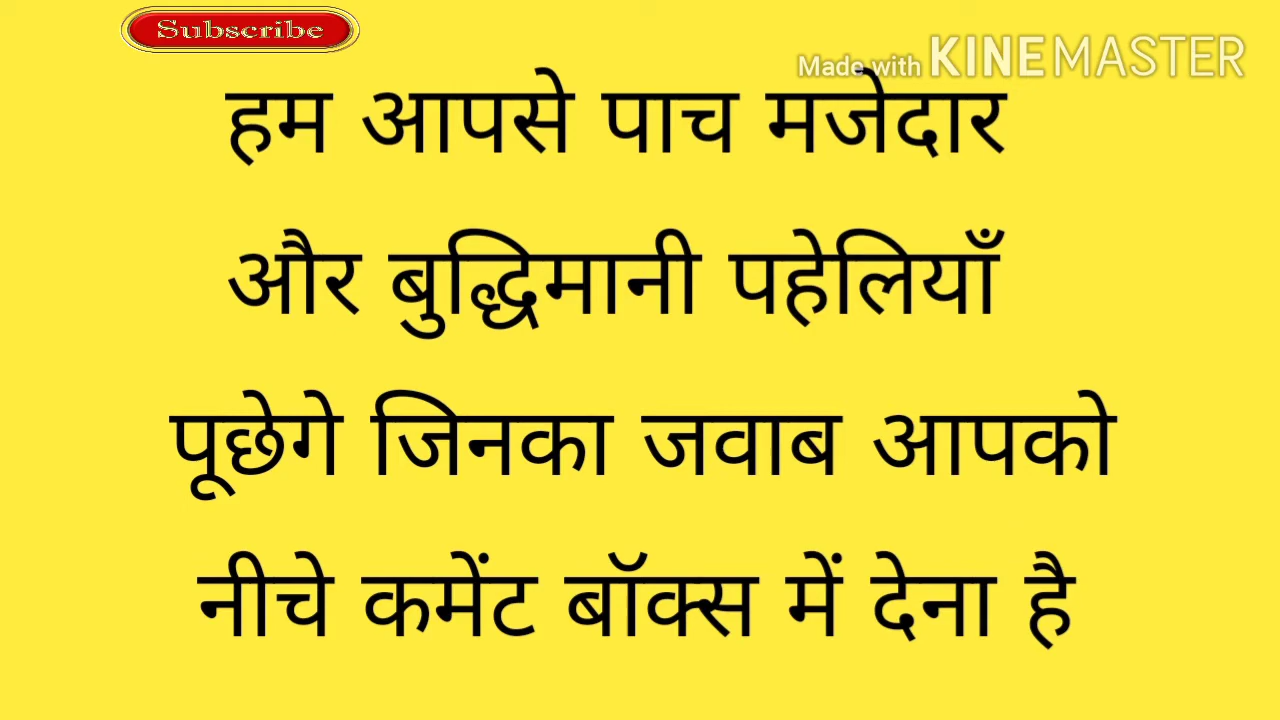 Subscribe
Made with KINEMASTER
हम आपसे पाच मजेदार
और बुद्धिमानी पहेलियाँ
पूछेगे जिनका जवाब आपको
नीचे कमेंट बॉक्स में देना है